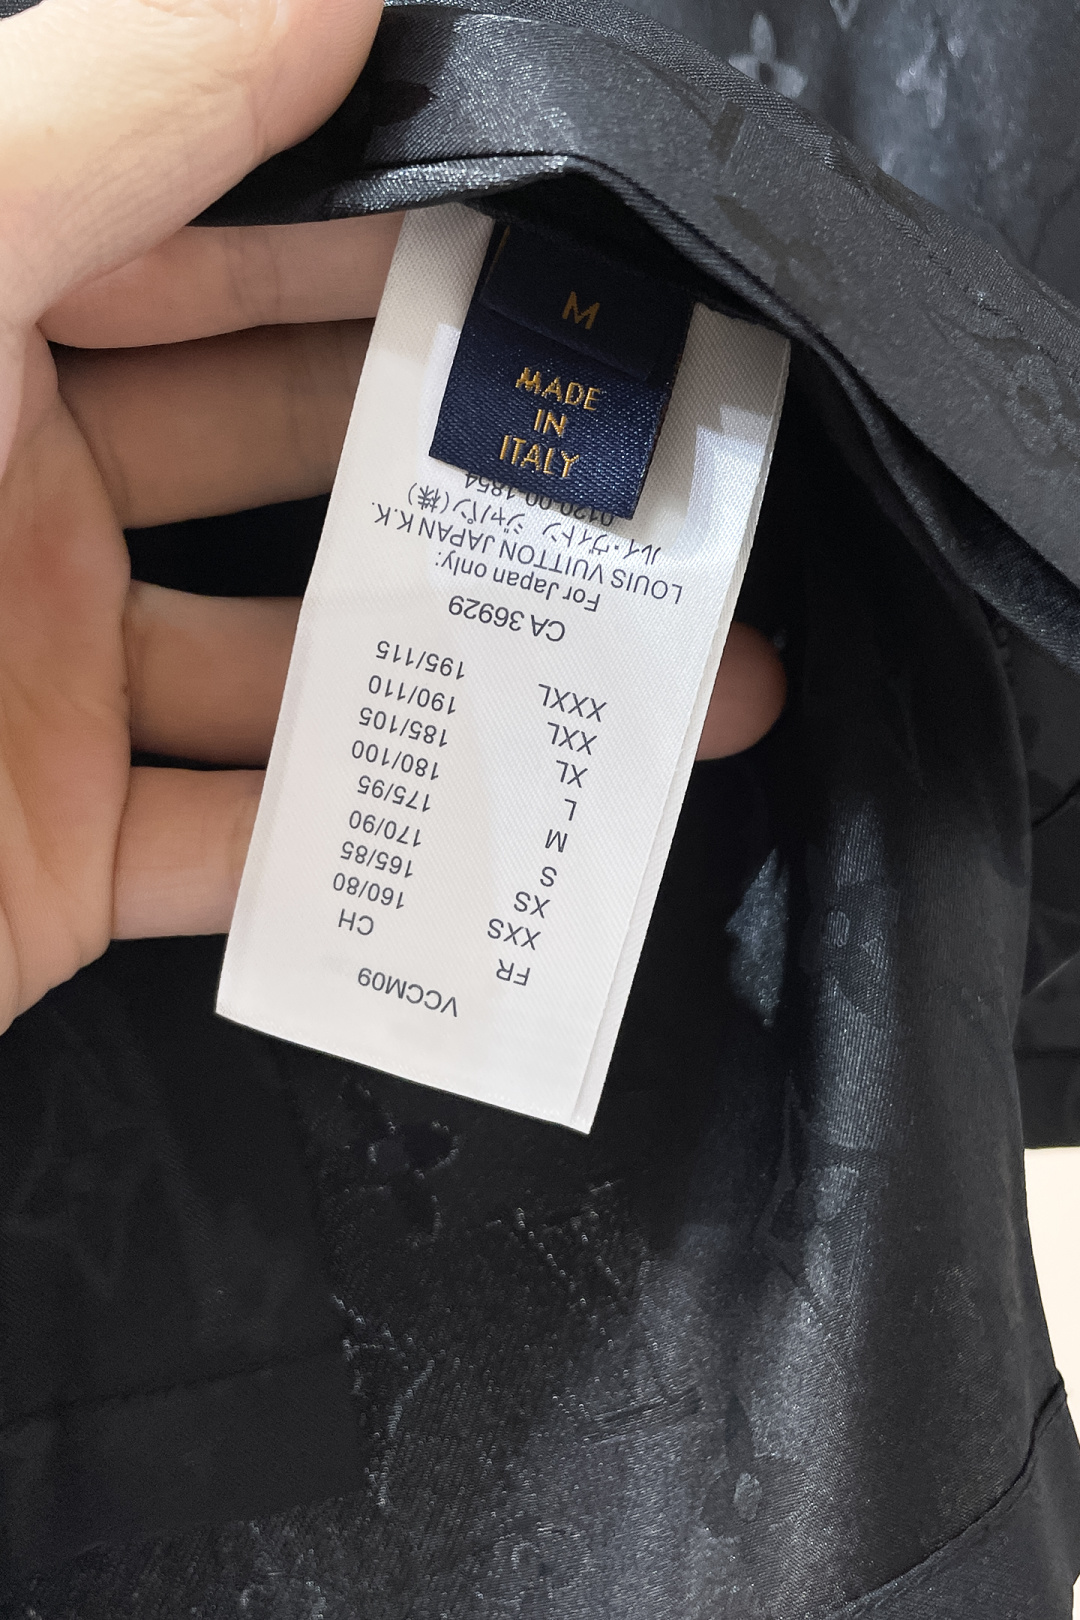 M
MADE
IN
ITALY
VCCM09
FR CH
XXS 160/80
XS 165/85
S 170/90
M 175/95
L 180/100
XL 185/105
XXL 190/110
XXXL 195/115
CA 36929
For Japan only:
LOUIS VUITTON JAPAN K.K.
ルイ・ヴィトン ジャパン(株)
0120-00-1854